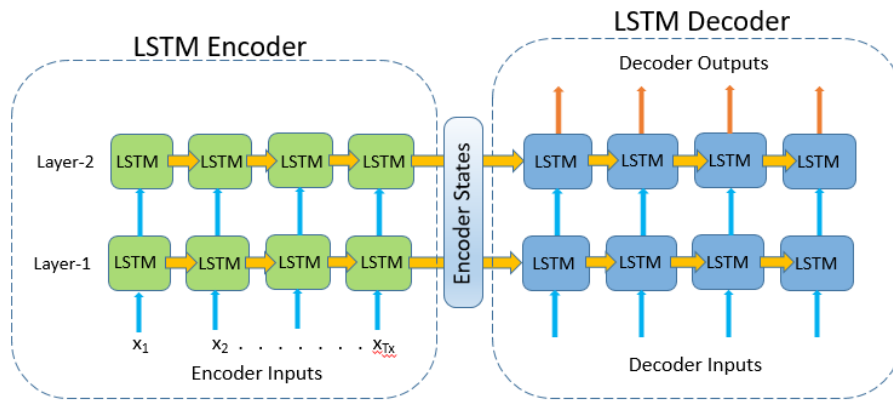 LSTM Encoder
LSTM Decoder
Decoder Outputs
Layer-2
LSTM LSTM LSTM LSTM
LSTM LSTM LSTM LSTM
Encoder States
Layer-1
LSTM LSTM LSTM LSTM
LSTM LSTM LSTM LSTM
x1 x2 . . . . . . . xTx
Encoder Inputs
Decoder Inputs